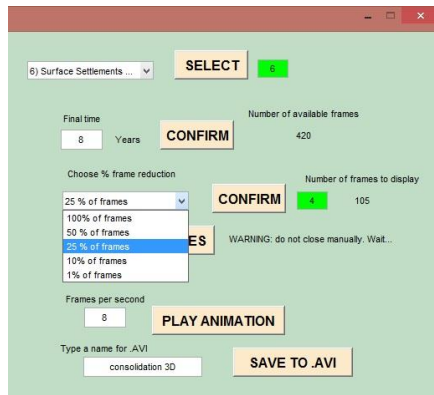 6) Surface Settlements ...
SELECT
6
Final time
Number of available frames
8
Years
CONFIRM
420
Choose % frame reduction
Number of frames to display
25 % of frames
CONFIRM
4
105
100% of frames
50 % of frames
25 % of frames
10% of frames
1% of frames
ES
WARNING: do not close manually. Wait...
Frames per second
8
PLAY ANIMATION
Type a name for .AVI
consolidation 3D
SAVE TO .AVI